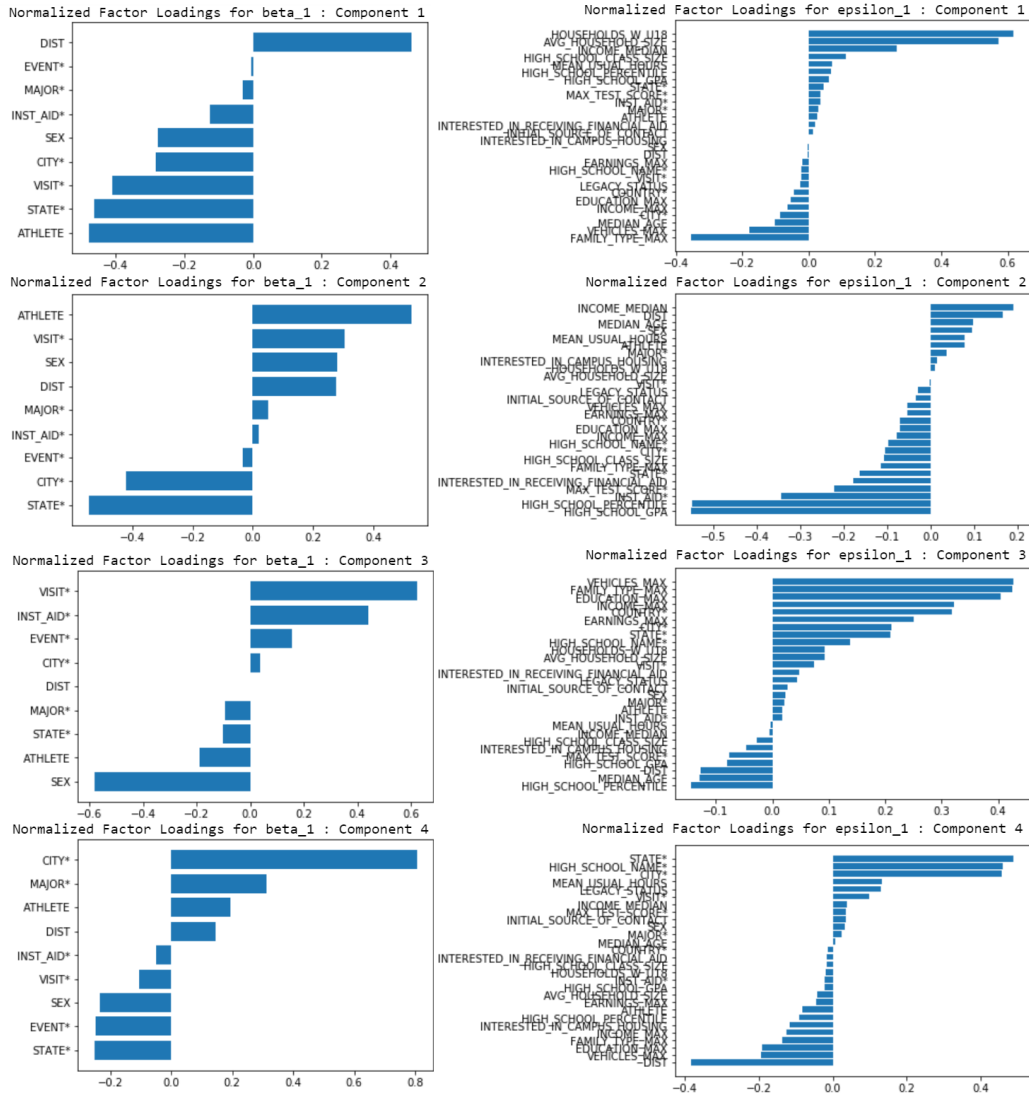 Normalized Factor Loadings for beta_1 : Component 1
DIST
EVENT*
MAJOR*
INST_AID*
SEX
CITY*
VISIT*
STATE*
ATHLETE
−0.4 −0.2 0.0 0.2 0.4
Normalized Factor Loadings for epsilon_1 : Component 1
HOUSEHOLDS_W_U18
AVG_HOUSEHOLD_SIZE
INCOME_MEDIAN
HIGH_SCHOOL_CLASS_SIZE
MEAN_USUAL_HOURS
HIGH_SCHOOL_PERCENTILE
HIGH_SCHOOL_GPA
STATE*
MAX_TEST_SCORE*
INST_AID*
MAJOR*
ATHLETE
INTERESTED_IN_RECEIVING_FINANCIAL_AID
INITIAL_SOURCE_OF_CONTACT
INTERESTED_IN_CAMPUS_HOUSING
SEX
DIST
EARNINGS_MAX
HIGH_SCHOOL_NAME*
VISIT*
LEGACY_STATUS
COUNTRY*
EDUCATION_MAX
INCOME_MAX
CITY*
MEDIAN_AGE
VEHICLES_MAX
FAMILY_TYPE_MAX
−0.4 −0.2 0.0 0.2 0.4 0.6
Normalized Factor Loadings for beta_1 : Component 2
ATHLETE
VISIT*
SEX
DIST
MAJOR*
INST_AID*
EVENT*
CITY*
STATE*
−0.4 −0.2 0.0 0.2 0.4
Normalized Factor Loadings for epsilon_1 : Component 2
INCOME_MEDIAN
DIST
MEDIAN_AGE
SEX
MEAN_USUAL_HOURS
ATHLETE
MAJOR*
INTERESTED_IN_CAMPUS_HOUSING
HOUSEHOLDS_W_U18
AVG_HOUSEHOLD_SIZE
VISIT*
LEGACY_STATUS
INITIAL_SOURCE_OF_CONTACT
VEHICLES_MAX
EARNINGS_MAX
COUNTRY*
EDUCATION_MAX
INCOME_MAX
HIGH_SCHOOL_NAME*
CITY*
HIGH_SCHOOL_CLASS_SIZE
FAMILY_TYPE_MAX
STATE*
INTERESTED_IN_RECEIVING_FINANCIAL_AID
MAX_TEST_SCORE*
INST_AID*
HIGH_SCHOOL_PERCENTILE
HIGH_SCHOOL_GPA
−0.5 −0.4 −0.3 −0.2 −0.1 0.0 0.1 0.2
Normalized Factor Loadings for beta_1 : Component 3
VISIT*
INST_AID*
EVENT*
CITY*
DIST
MAJOR*
STATE*
ATHLETE
SEX
−0.6 −0.4 −0.2 0.0 0.2 0.4 0.6
Normalized Factor Loadings for epsilon_1 : Component 3
VEHICLES_MAX
FAMILY_TYPE_MAX
EDUCATION_MAX
INCOME_MAX
COUNTRY*
EARNINGS_MAX
CITY*
STATE*
HIGH_SCHOOL_NAME*
HOUSEHOLDS_W_U18
AVG_HOUSEHOLD_SIZE
VISIT*
INTERESTED_IN_RECEIVING_FINANCIAL_AID
LEGACY_STATUS
INITIAL_SOURCE_OF_CONTACT
SEX
MAJOR*
ATHLETE
INST_AID*
MEAN_USUAL_HOURS
INCOME_MEDIAN
HIGH_SCHOOL_CLASS_SIZE
INTERESTED_IN_CAMPUS_HOUSING
MAX_TEST_SCORE*
HIGH_SCHOOL_GPA
DIST
MEDIAN_AGE
HIGH_SCHOOL_PERCENTILE
−0.1 0.0 0.1 0.2 0.3 0.4
Normalized Factor Loadings for beta_1 : Component 4
CITY*
MAJOR*
ATHLETE
DIST
INST_AID*
VISIT*
SEX
EVENT*
STATE*
−0.2 0.0 0.2 0.4 0.6 0.8
Normalized Factor Loadings for epsilon_1 : Component 4
STATE*
HIGH_SCHOOL_NAME*
CITY*
MEAN_USUAL_HOURS
LEGACY_STATUS
VISIT*
INCOME_MEDIAN
MAX_TEST_SCORE*
INITIAL_SOURCE_OF_CONTACT
SEX
MAJOR*
MEDIAN_AGE
COUNTRY*
INTERESTED_IN_RECEIVING_FINANCIAL_AID
HIGH_SCHOOL_CLASS_SIZE
HOUSEHOLDS_W_U18
INST_AID*
HIGH_SCHOOL_GPA
AVG_HOUSEHOLD_SIZE
EARNINGS_MAX
ATHLETE
HIGH_SCHOOL_PERCENTILE
INTERESTED_IN_CAMPUS_HOUSING
INCOME_MAX
FAMILY_TYPE_MAX
EDUCATION_MAX
VEHICLES_MAX
DIST
−0.4 −0.2 0.0 0.2 0.4